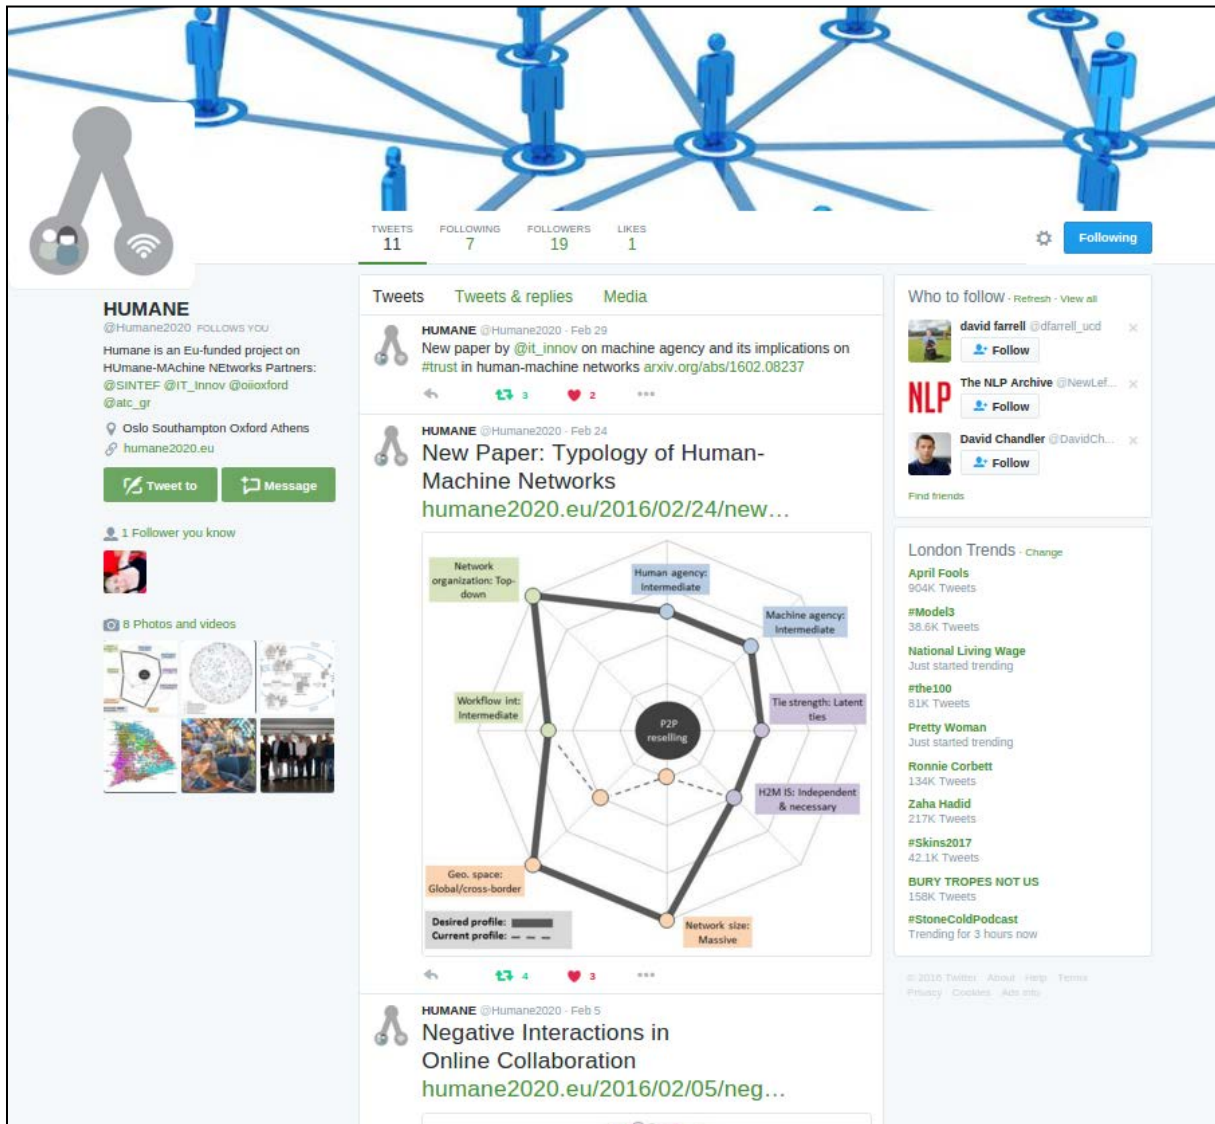 TWEETS FOLLOWING FOLLOWERS LIKES
11 7 19 1
Following
HUMANE
@Humane2020 FOLLOWS YOU
Humane is an Eu-funded project on
HUmane-MAchine NEtworks Partners:
@SINTEF @IT_Innov @oiioxford
@atc_gr
Oslo Southampton Oxford Athens
humane2020.eu
Tweet to Message
1 Follower you know
8 Photos and videos
Tweets Tweets & replies Media
HUMANE @Humane2020 · Feb 29
New paper by @it_innov on machine agency and its implications on
#trust in human-machine networks arxiv.org/abs/1602.08237
3 2
HUMANE @Humane2020 · Feb 24
New Paper: Typology of Human-
Machine Networks
humane2020.eu/2016/02/24/new…
Network
organization: Top-
down
Human agency:
Intermediate
Machine agency:
Intermediate
Workflow int:
Intermediate
P2P
reselling
Tie strength: Latent
ties
H2M IS: Independent
& necessary
Geo. space:
Global/cross-border
Network size:
Massive
Desired profile:
Current profile:
4 3
HUMANE @Humane2020 · Feb 5
Negative Interactions in
Online Collaboration
humane2020.eu/2016/02/05/neg…
Who to follow · Refresh · View all
david farrell @dfarrell_ucd
Follow
NLP
The NLP Archive @NewLef...
Follow
David Chandler @DavidCh...
Follow
Find friends
London Trends · Change
April Fools
904K Tweets
#Model3
38.6K Tweets
National Living Wage
Just started trending
#the100
81K Tweets
Pretty Woman
Just started trending
Ronnie Corbett
134K Tweets
Zaha Hadid
217K Tweets
#Skins2017
42.1K Tweets
BURY TROPES NOT US
158K Tweets
#StoneColdPodcast
Trending for 3 hours now
© 2016 Twitter About Help Terms
Privacy Cookies Ads info